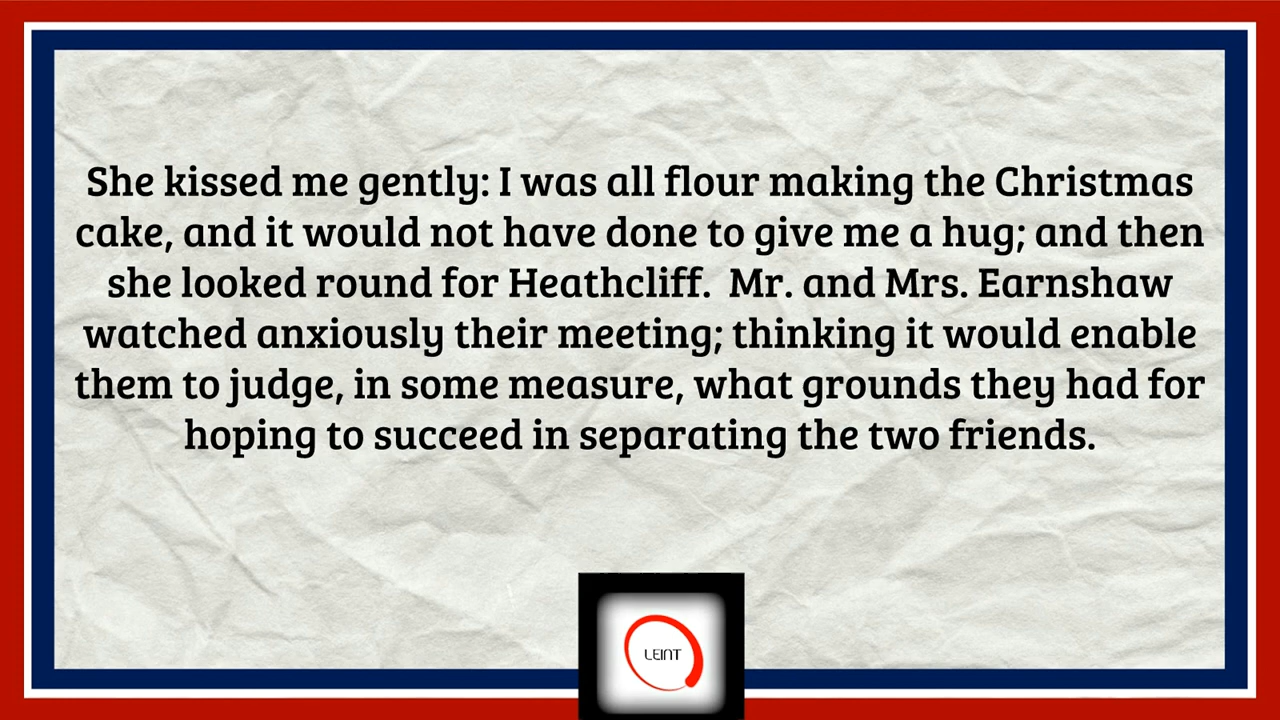 She kissed me gently: I was all flour making the Christmas
cake, and it would not have done to give me a hug; and then
she looked round for Heathcliff.  Mr. and Mrs. Earnshaw
watched anxiously their meeting; thinking it would enable
them to judge, in some measure, what grounds they had for
hoping to succeed in separating the two friends.
LEINT